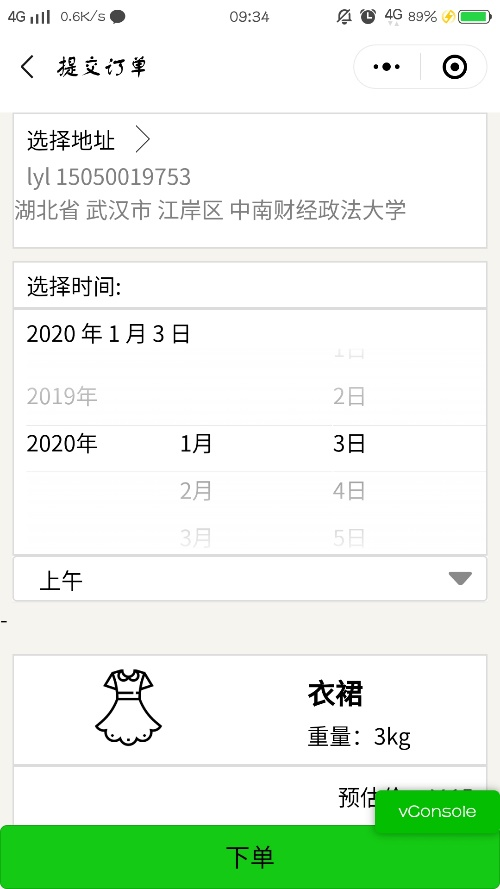 4G 0.6K/s 09:34 4G 89%
提交订单
选择地址
lyl 15050019753
湖北省 武汉市 江岸区 中南财经政法大学
选择时间:
2020 年 1 月 3 日
1日
2019年 2日
2020年 1月 3日
2月 4日
3月 5日
上午
-
衣裙
重量：3kg
预估
vConsole
下单